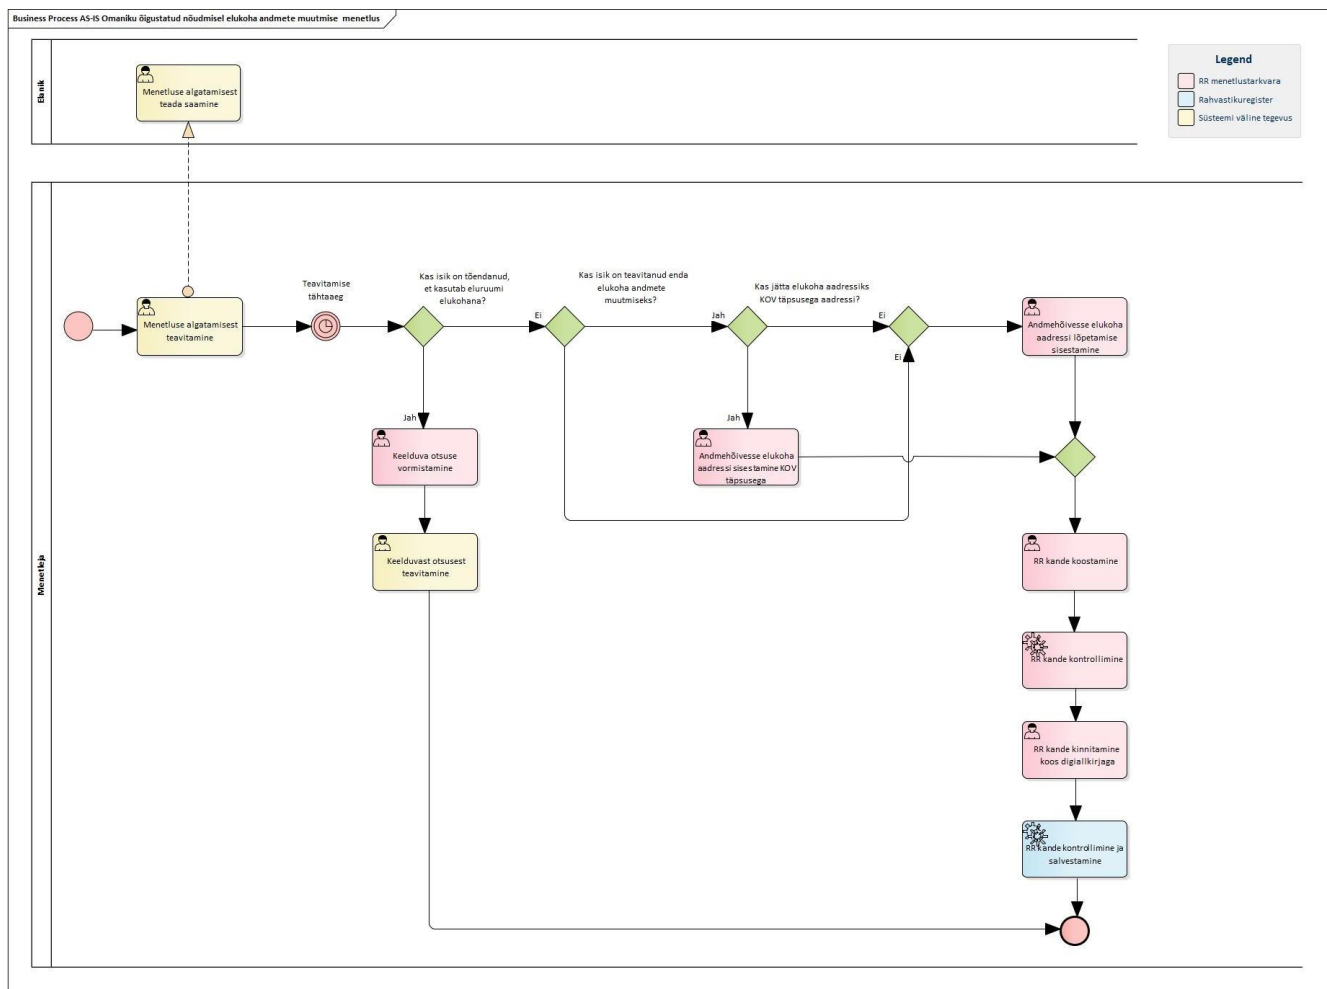 Business Process AS-IS Omaniku õigustatud nõudmisel elukoha andmete muutmise menetlus
Elanik
Menetluse algatamisest
teada saamine
Legend
RR menetlustarkvara
Rahvastikuregister
Süsteemi väline tegevus
Menetleja
Menetluse algatamisest
teavitamine
Teavitamise
tähtaaeg
Kas isik on tõendanud,
et kasutab eluruumi
elukohana?
Ei
Kas isik on teavitanud enda
elukoha andmete
muutmiseks?
Jah
Kas jätta elukoha aadressiks
KOV täpsusega aadressi?
Ei
Ei
Andmehõivesse elukoha
aadressi lõpetamise
sisestamine
Jah
Keelduva otsuse
vormistamine
Jah
Andmehõivesse elukoha
aadressi sisestamine KOV
täpsusega
Keelduvast otsusest
teavitamine
RR kande koostamine
RR kande kontrollimine
RR kande kinnitamine
koos digiallkirjaga
RR kande kontrollimine ja
salvestamine